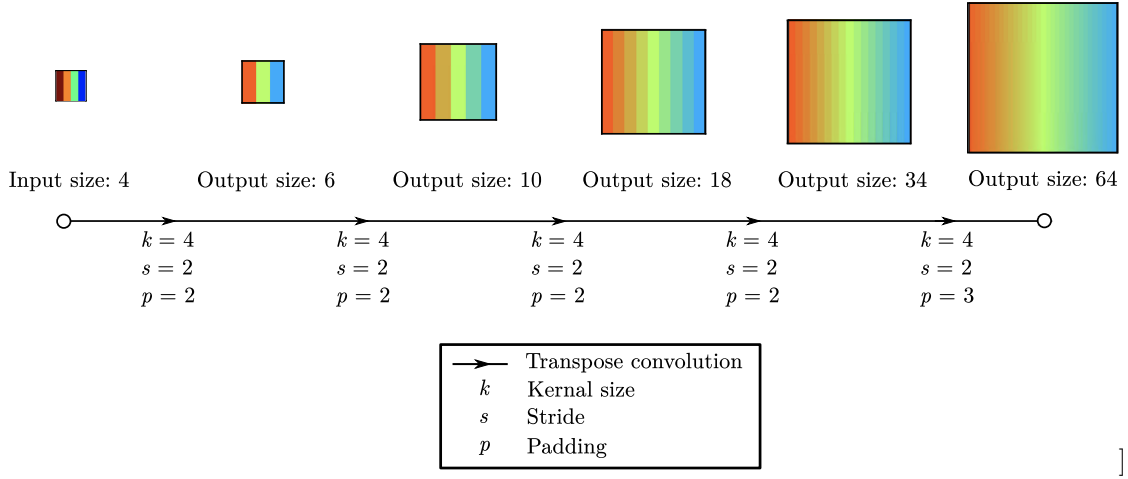 Input size: 4 Output size: 6 Output size: 10 Output size: 18 Output size: 34 Output size: 64
k = 4 k = 4 k = 4 k = 4 k = 4
s = 2 s = 2 s = 2 s = 2 s = 2
p = 2 p = 2 p = 2 p = 2 p = 3
Transpose convolution
k Kernal size
s Stride
p Padding
]